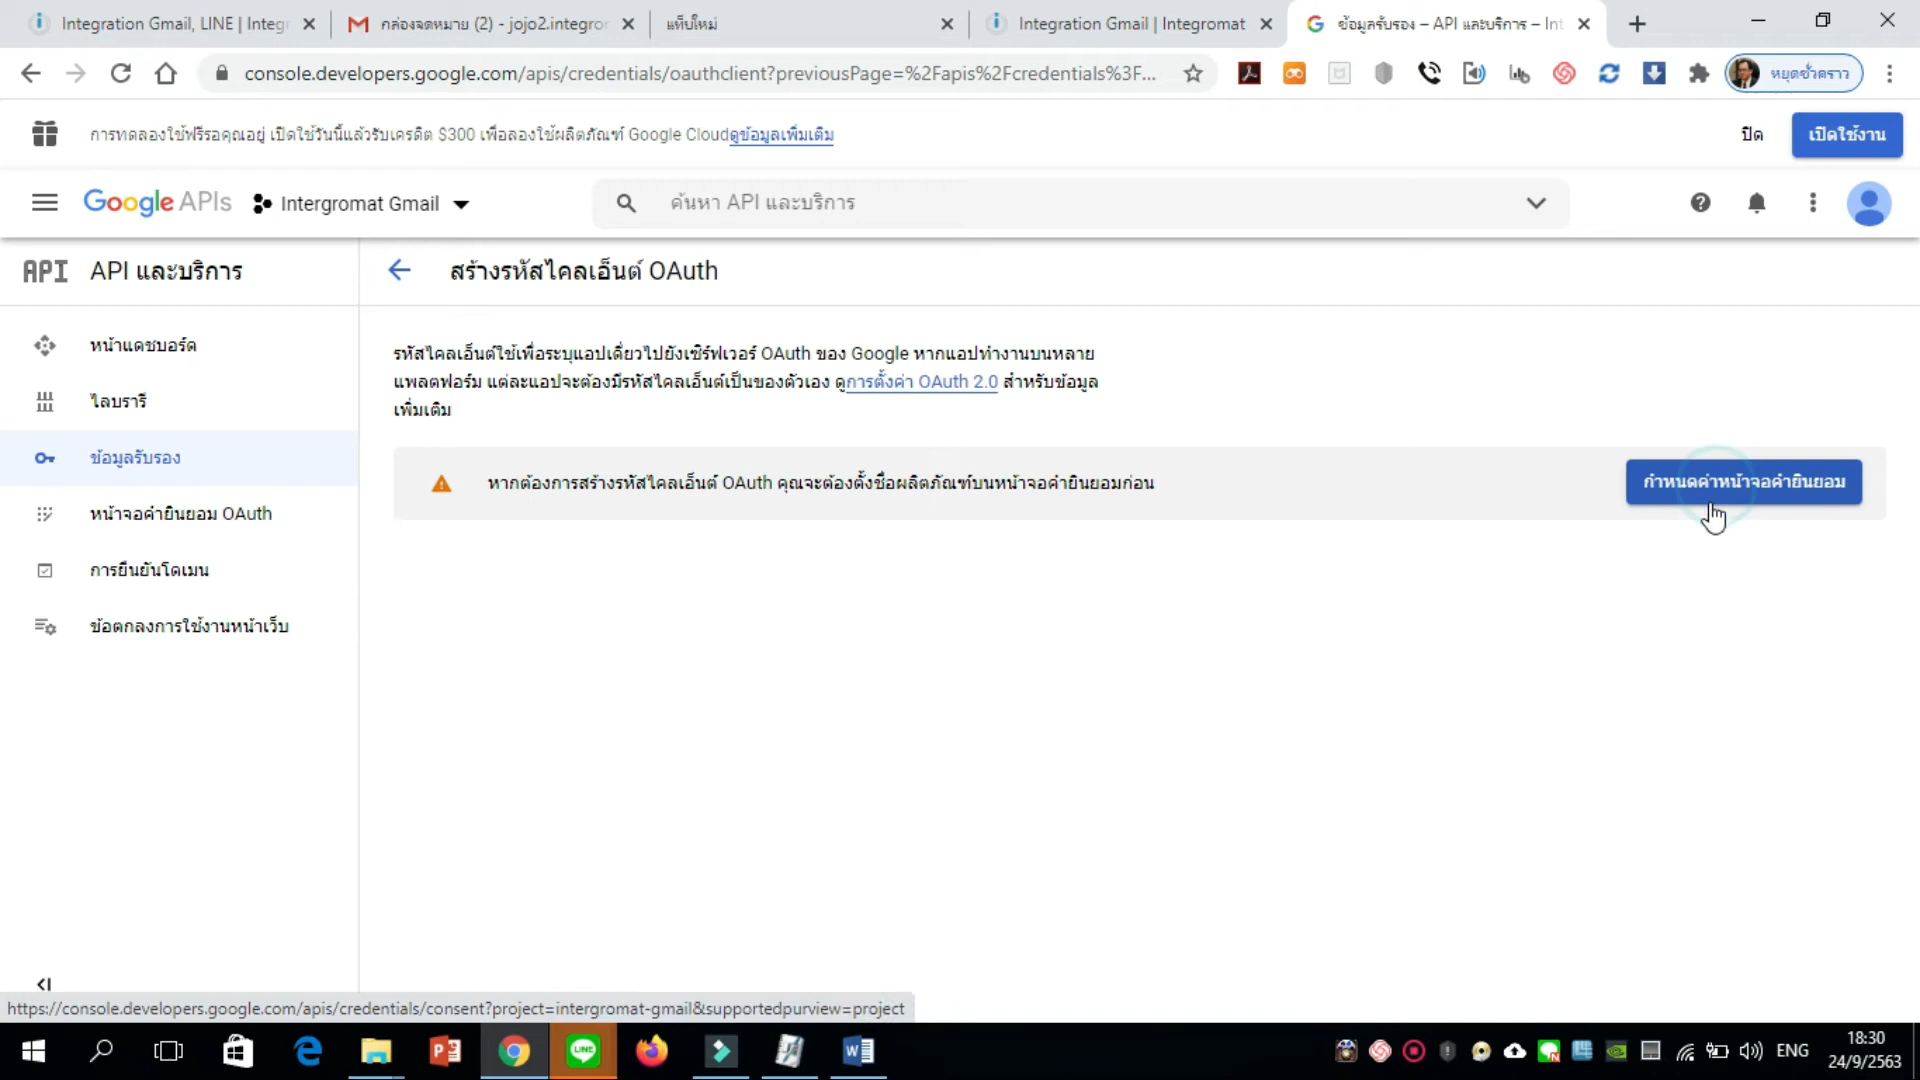 Integration Gmail, LINE | Integr
กล่องจดหมาย (2) - jojo2.integror
แท็บใหม่
Integration Gmail | Integromat
ข้อมูลรับรอง – API และบริการ – Int
console.developers.google.com/apis/credentials/oauthclient?previousPage=%2Fapis%2Fcredentials%3F...
หยุดชั่วคราว
การทดลองใช้ฟรีรอคุณอยู่ เปิดใช้วันนี้แล้วรับเครดิต $300 เพื่อลองใช้ผลิตภัณฑ์ Google Cloudดูข้อมูลเพิ่มเติม
ปิด
เปิดใช้งาน
Google APIs
Intergromat Gmail
ค้นหา API และบริการ
API
API และบริการ
สร้างรหัสไคลเอ็นต์ OAuth
หน้าแดชบอร์ด
ไลบรารี
ข้อมูลรับรอง
หน้าจอคำยินยอม OAuth
การยืนยันโดเมน
ข้อตกลงการใช้งานหน้าเว็บ
รหัสไคลเอ็นต์ใช้เพื่อระบุแอปเดี่ยวไปยังเซิร์ฟเวอร์ OAuth ของ Google หากแอปทำงานบนหลาย
แพลตฟอร์ม แต่ละแอปจะต้องมีรหัสไคลเอ็นต์เป็นของตัวเอง ดูการตั้งค่า OAuth 2.0 สำหรับข้อมูล
เพิ่มเติม
หากต้องการสร้างรหัสไคลเอ็นต์ OAuth คุณจะต้องตั้งชื่อผลิตภัณฑ์บนหน้าจอคำยินยอมก่อน
กำหนดค่าหน้าจอคำยินยอม
https://console.developers.google.com/apis/credentials/consent?project=intergromat-gmail&supportedpurview=project
ENG
18:30
24/9/2563